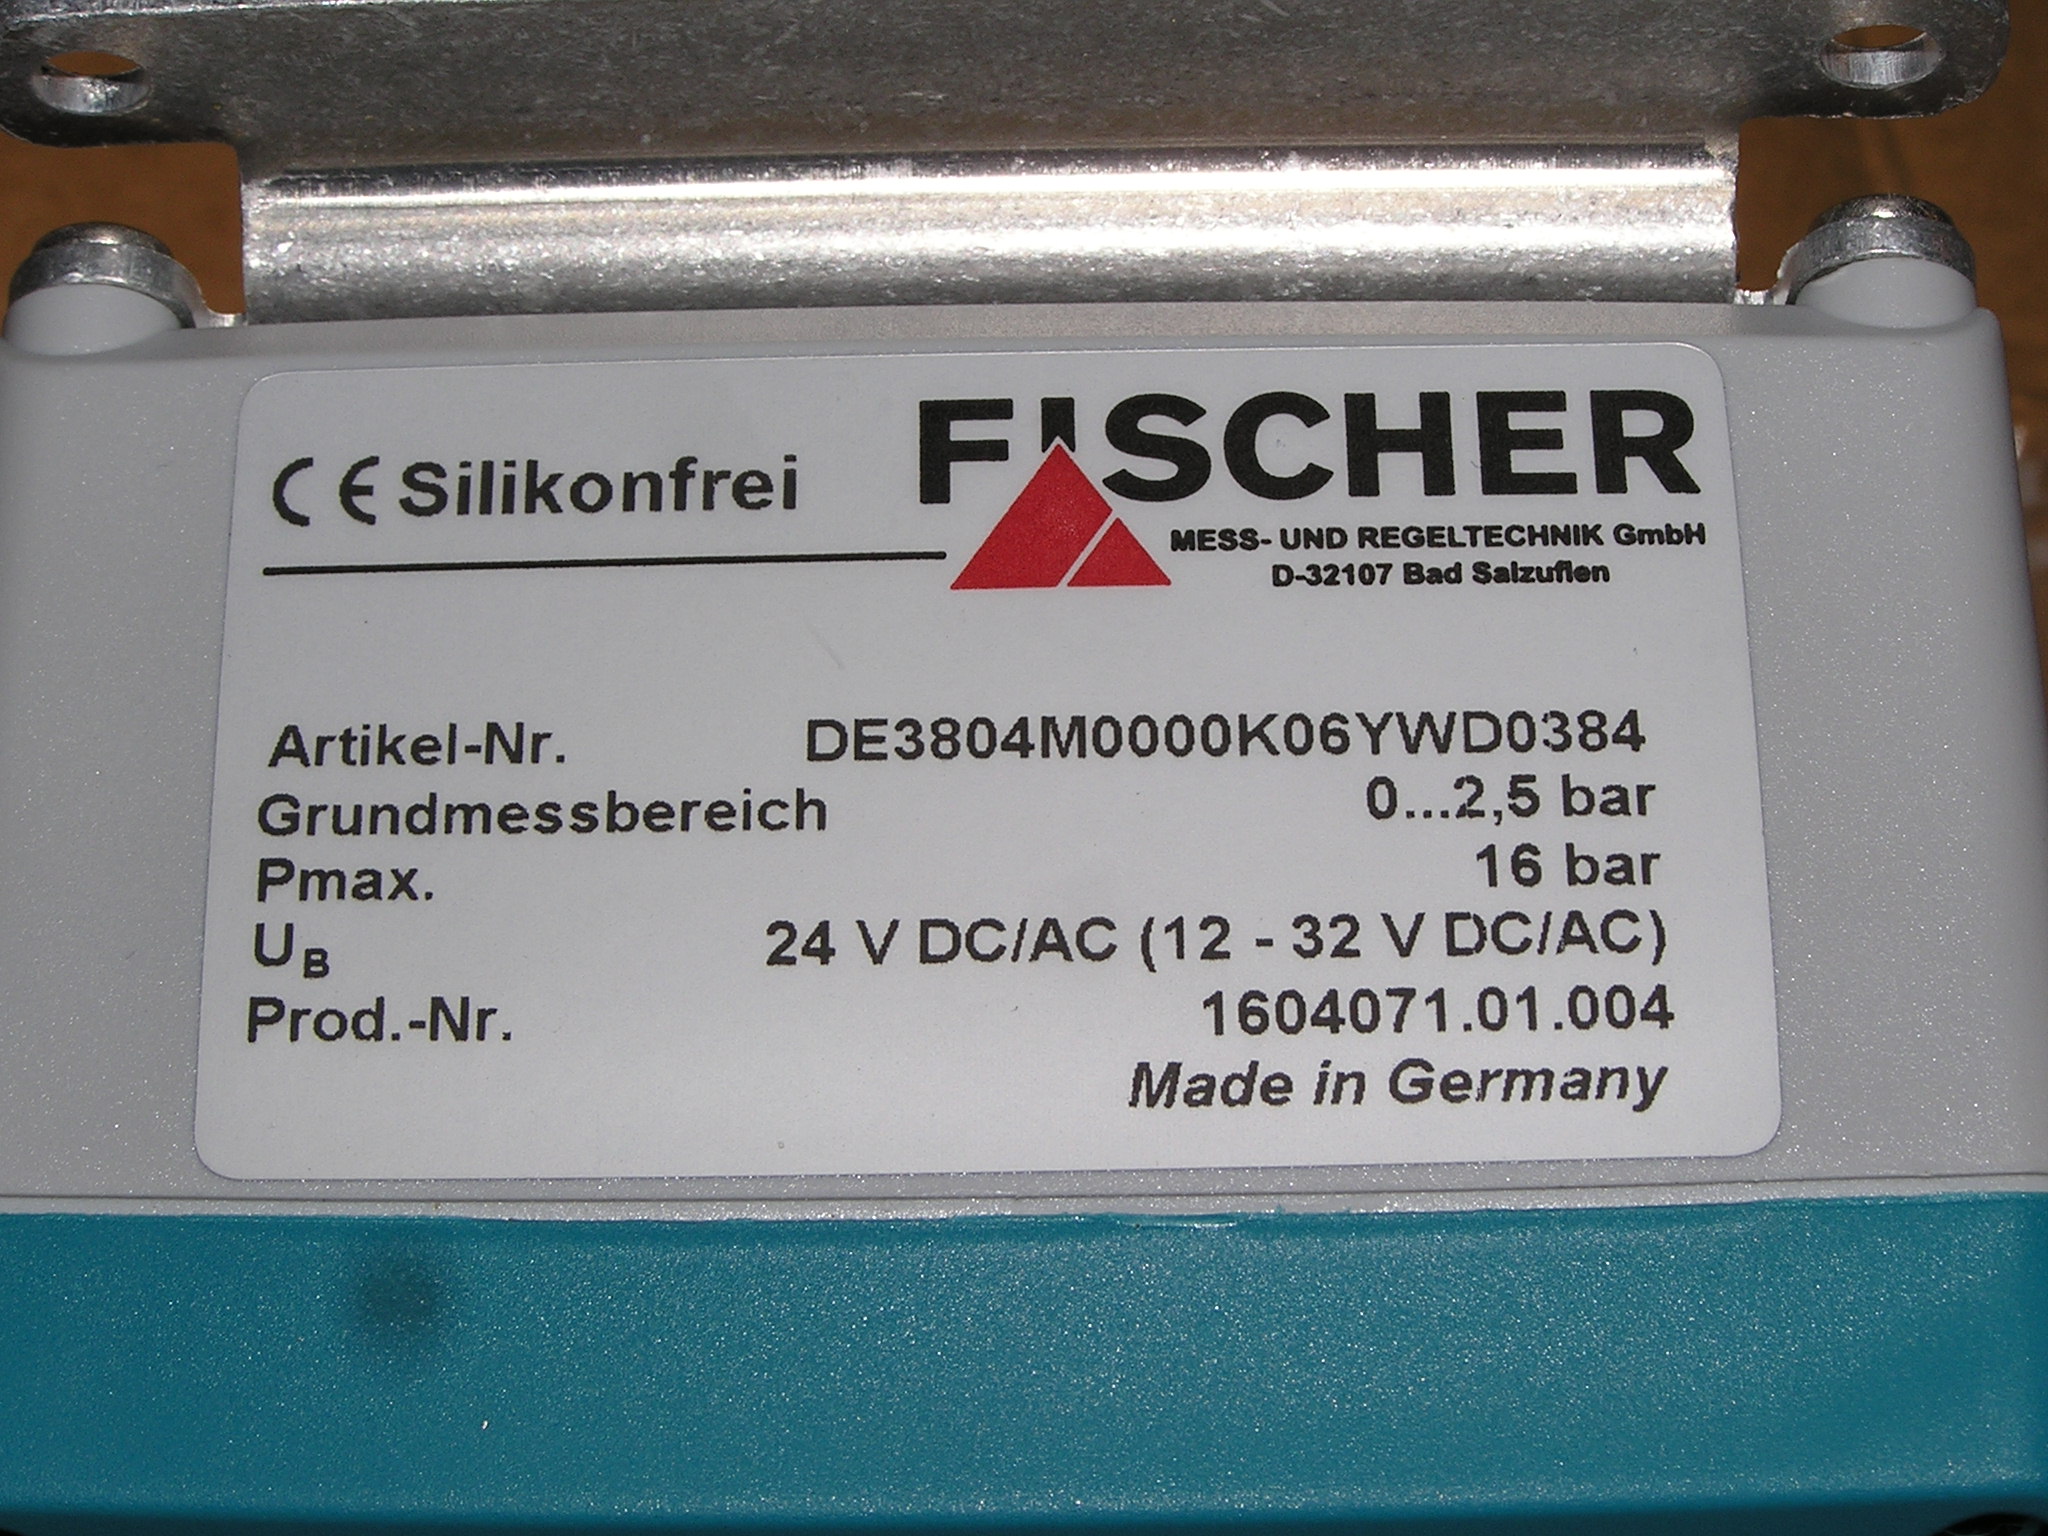 CE Silikonfrei
FISCHER
MESS- UND REGELTECHNIK GmbH
D-32107 Bad Salzuflen
Artikel-Nr. DE3804M0000K06YWD0384
Grundmessbereich 0...2,5 bar
Pmax. 16 bar
UB 24 V DC/AC (12 - 32 V DC/AC)
Prod.-Nr. 1604071.01.004
Made in Germany